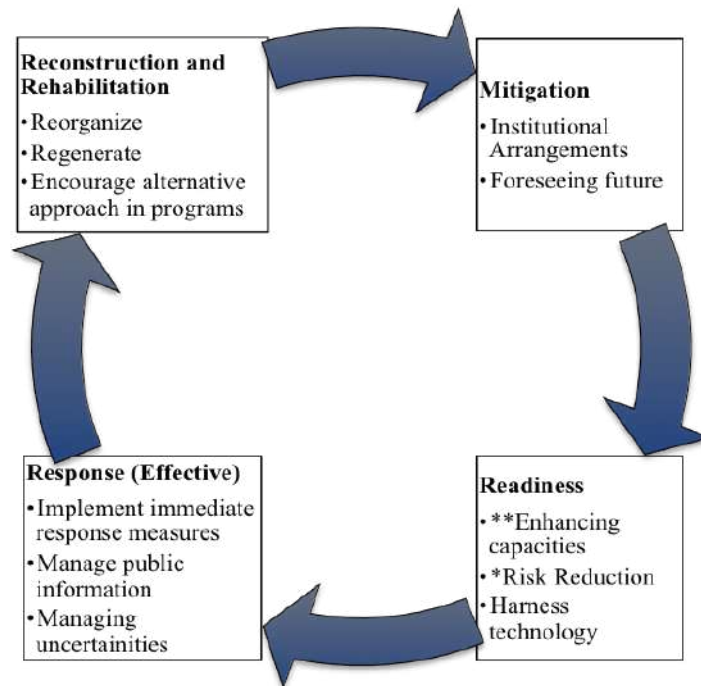 Reconstruction and
Rehabilitation
•Reorganize
•Regenerate
•Encourage alternative
approach in programs
Mitigation
•Institutional
Arrangements
•Foreseeing future
Response (Effective)
•Implement immediate
response measures
•Manage public
information
•Managing
uncertainities
Readiness
•**Enhancing
capacities
•*Risk Reduction
•Harness
technology